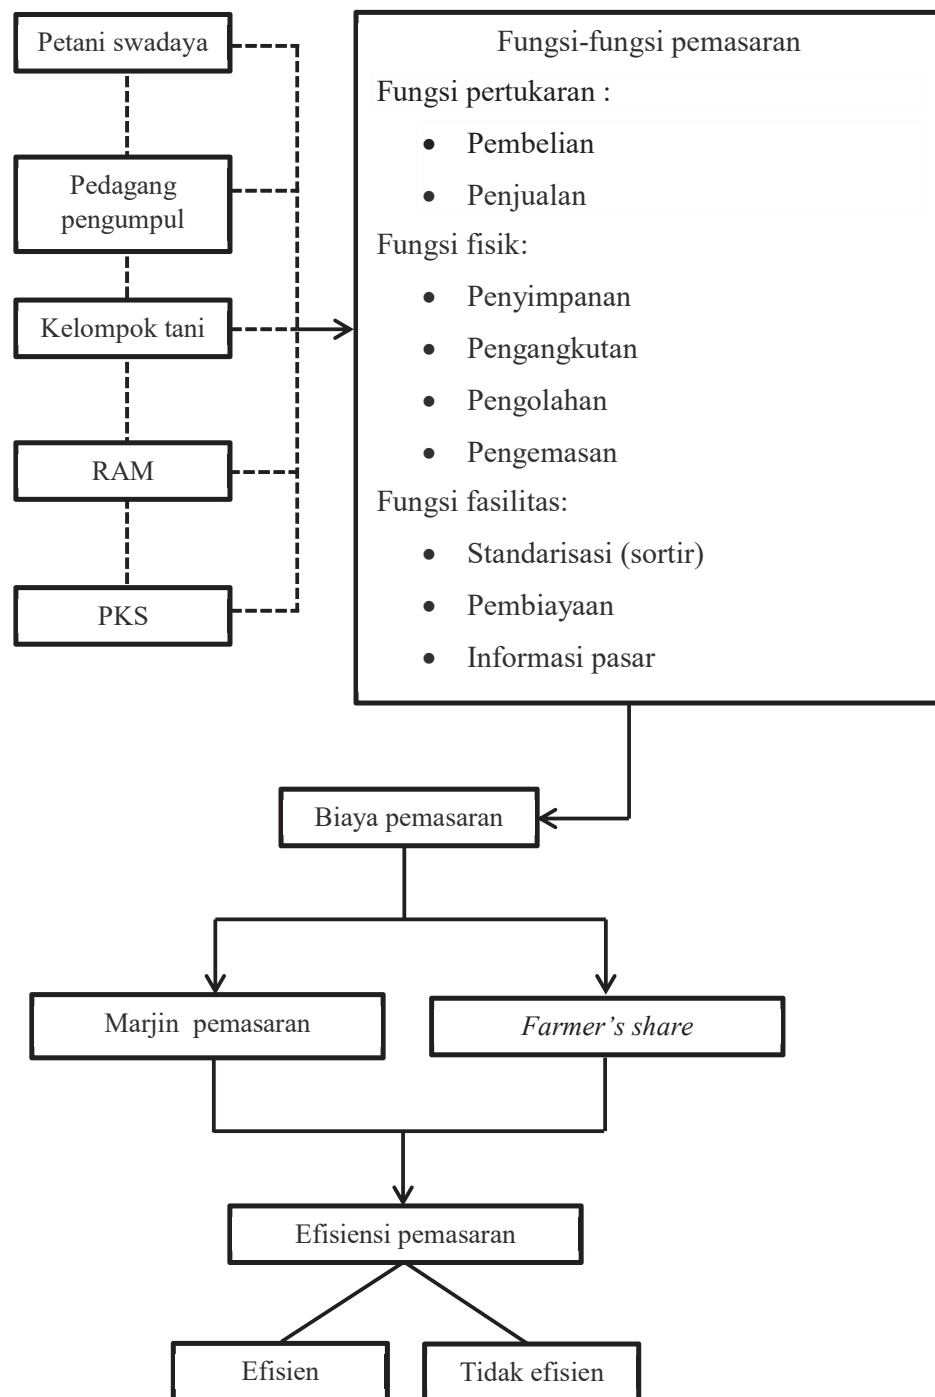 Petani swadaya
Pedagang
pengumpul
Kelompok tani
RAM
PKS
Fungsi-fungsi pemasaran
Fungsi pertukaran :
• Pembelian
• Penjualan
Fungsi fisik:
• Penyimpanan
• Pengangkutan
• Pengolahan
• Pengemasan
Fungsi fasilitas:
• Standarisasi (sortir)
• Pembiayaan
• Informasi pasar
Biaya pemasaran
Marjin pemasaran
Farmer’s share
Efisiensi pemasaran
Efisien
Tidak efisien